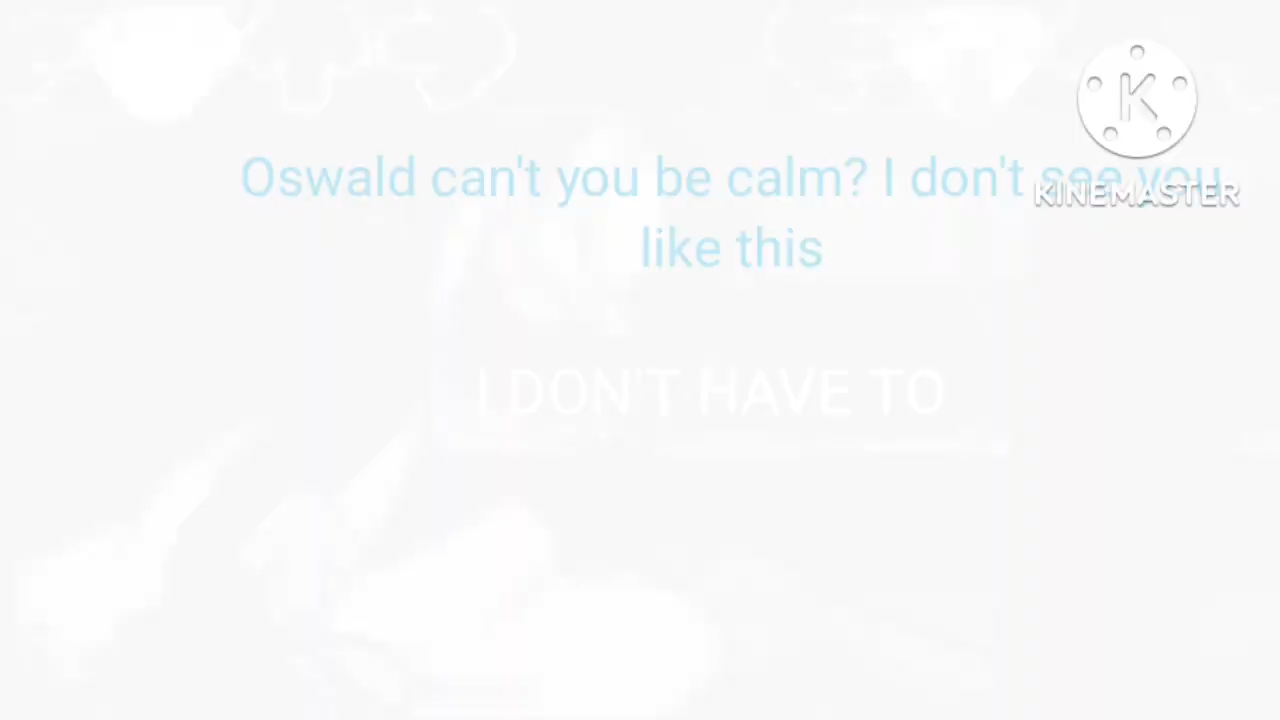 Oswald can't you be calm? I don't see you
like this
I DON'T HAVE TO
K
KINEMASTER